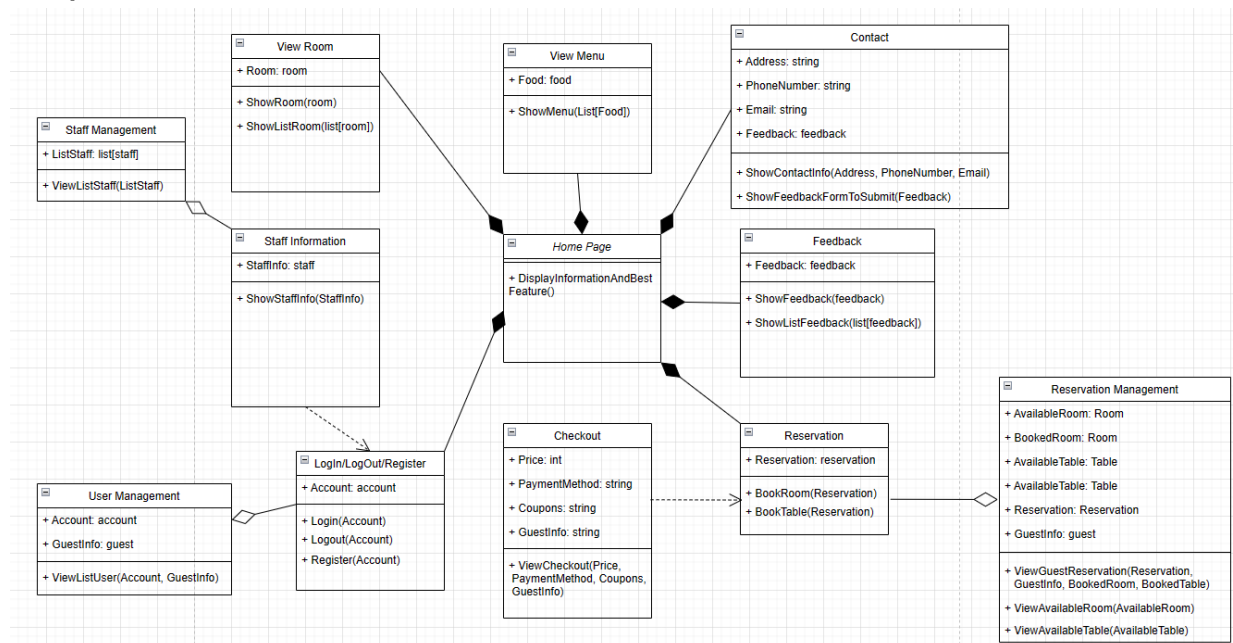 View Room
+ Room: room
+ ShowRoom(room)
+ ShowListRoom(list[room])
View Menu
+ Food: food
+ ShowMenu(List[Food])
Contact
+ Address: string
+ PhoneNumber: string
+ Email: string
+ Feedback: feedback
+ ShowContactInfo(Address, PhoneNumber, Email)
+ ShowFeedbackFormToSubmit(Feedback)
Staff Management
+ ListStaff: list[staff]
+ ViewListStaff(ListStaff)
Staff Information
+ StaffInfo: staff
+ ShowStaffInfo(StaffInfo)
Home Page
+ DisplayInformationAndBest
Feature()
Feedback
+ Feedback: feedback
+ ShowFeedback(feedback)
+ ShowListFeedback(list[feedback])
LogIn/LogOut/Register
+ Account: account
+ Login(Account)
+ Logout(Account)
+ Register(Account)
User Management
+ Account: account
+ GuestInfo: guest
+ ViewListUser(Account, GuestInfo)
Checkout
+ Price: int
+ PaymentMethod: string
+ Coupons: string
+ GuestInfo: string
+ ViewCheckout(Price,
PaymentMethod, Coupons,
GuestInfo)
Reservation
+ Reservation: reservation
+ BookRoom(Reservation)
+ BookTable(Reservation)
Reservation Management
+ AvailableRoom: Room
+ BookedRoom: Room
+ AvailableTable: Table
+ AvailableTable: Table
+ Reservation: Reservation
+ GuestInfo: guest
+ ViewGuestReservation(Reservation,
GuestInfo, BookedRoom, BookedTable)
+ ViewAvailableRoom(AvailableRoom)
+ ViewAvailableTable(AvailableTable)